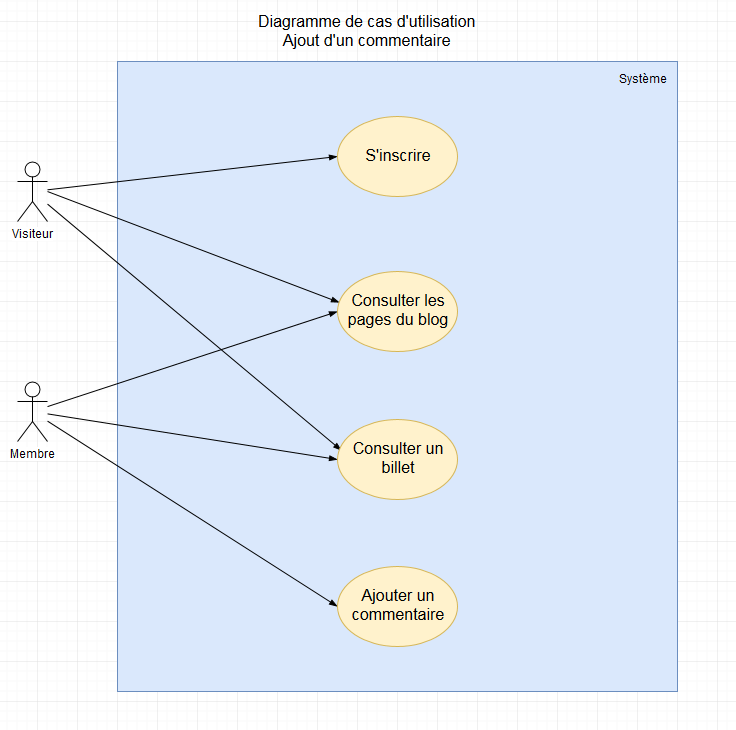 Diagramme de cas d'utilisation
Ajout d'un commentaire
Système
S'inscrire
Visiteur
Consulter les
pages du blog
Membre
Consulter un
billet
Ajouter un
commentaire